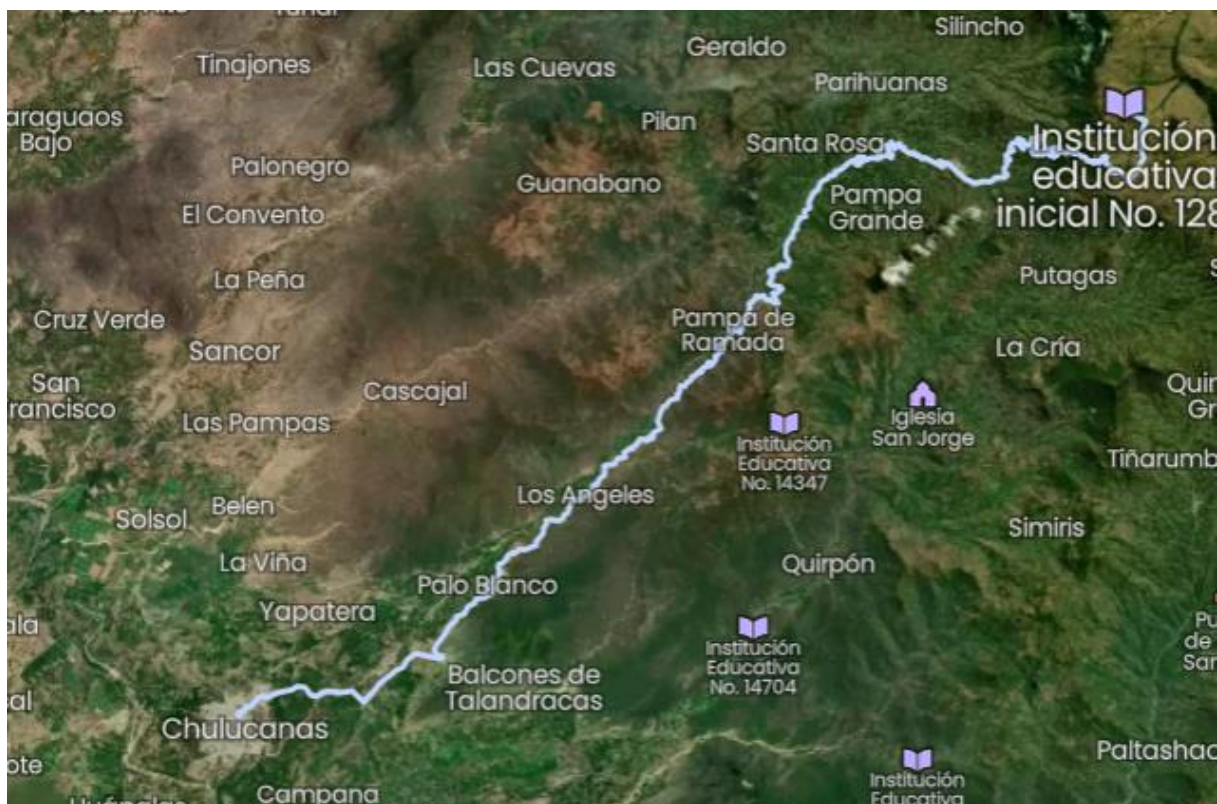 Silincho
Geraldo
Tinajones
Las Cuevas
Parihuanas
araguaos
Bajo
Pilan
Santa Rosa
Institución
educativa
inicial No. 128
Palonegro
Guanabano
Pampa
Grande
El Convento
La Peña
Putagas
Cruz Verde
Pampa de
Ramada
Sancor
La Cría
San
rancisco
Cascajal
Las Pampas
Iglesia
San Jorge
Institución
Educativa
No. 14347
Tiñarumb
Los Angeles
Belen
Solsol
Simiris
La Viña
Quirpón
Palo Blanco
Yapatera
Institución
Educativa
No. 14704
Balcones de
Talandracas
Chulucanas
Paltashac
Campana
Institución
Educativa